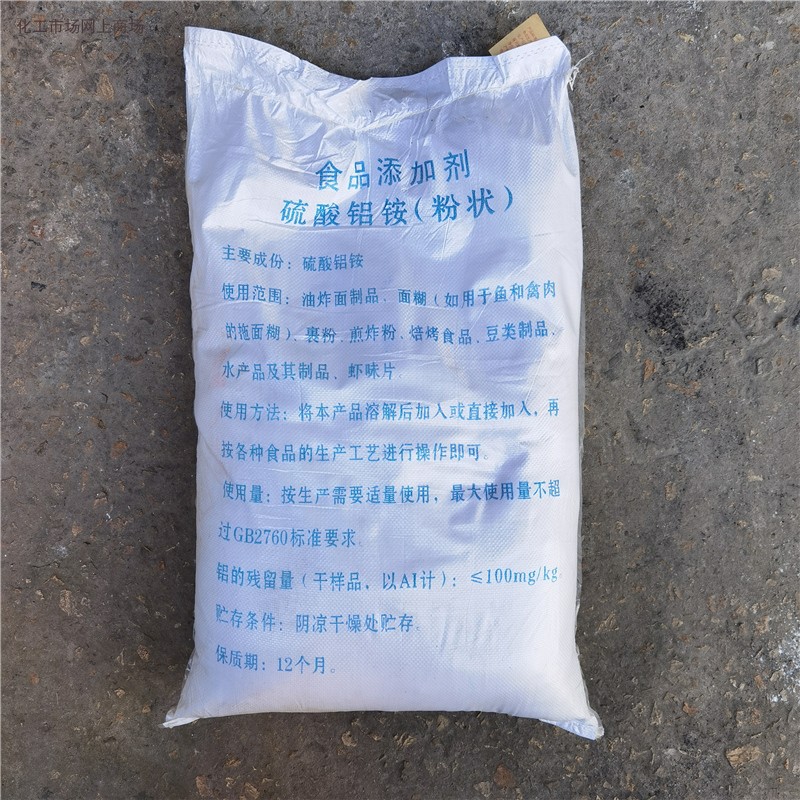 化工市场网上商场
食品添加剂
硫酸铝铵(粉状)
主要成份：硫酸铝铵
使用范围：油炸面制品、面糊（如用于鱼和禽肉
的拖面糊）、裹粉、煎炸粉、焙烤食品、豆类制品、
水产品及其制品、虾味片
使用方法：将本产品溶解后加入或直接加入，再
按各种食品的生产工艺进行操作即可。
使用量：按生产需要适量使用，最大使用量不超
过GB2760标准要求。
铝的残留量（干样品，以AI计）：≤100mg/kg。
贮存条件：阴凉干燥处贮存。
保质期：12个月。